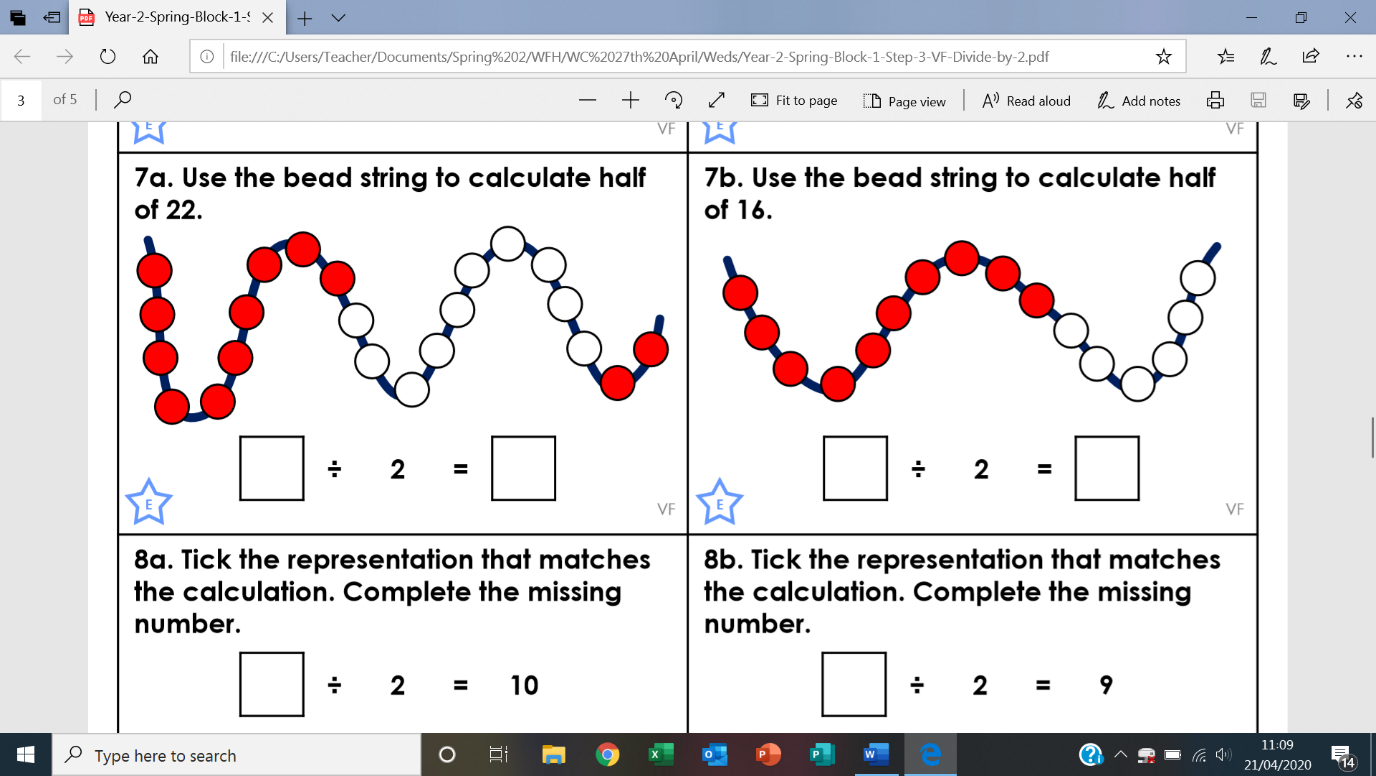 Year-2-Spring-Block-1-S
file:///C:/Users/Teacher/Documents/Spring%202/WFH/WC%2027th%20April/Weds/Year-2-Spring-Block-1-Step-3-VF-Divide-by-2.pdf
3 of 5 Fit to page Page view Read aloud Add notes
E VF E VF
7a. Use the bead string to calculate half
of 22.
÷ 2 =
E VF
7b. Use the bead string to calculate half
of 16.
÷ 2 =
E VF
8a. Tick the representation that matches
the calculation. Complete the missing
number.
÷ 2 = 10
8b. Tick the representation that matches
the calculation. Complete the missing
number.
÷ 2 = 9
Type here to search
11:09
21/04/2020
14